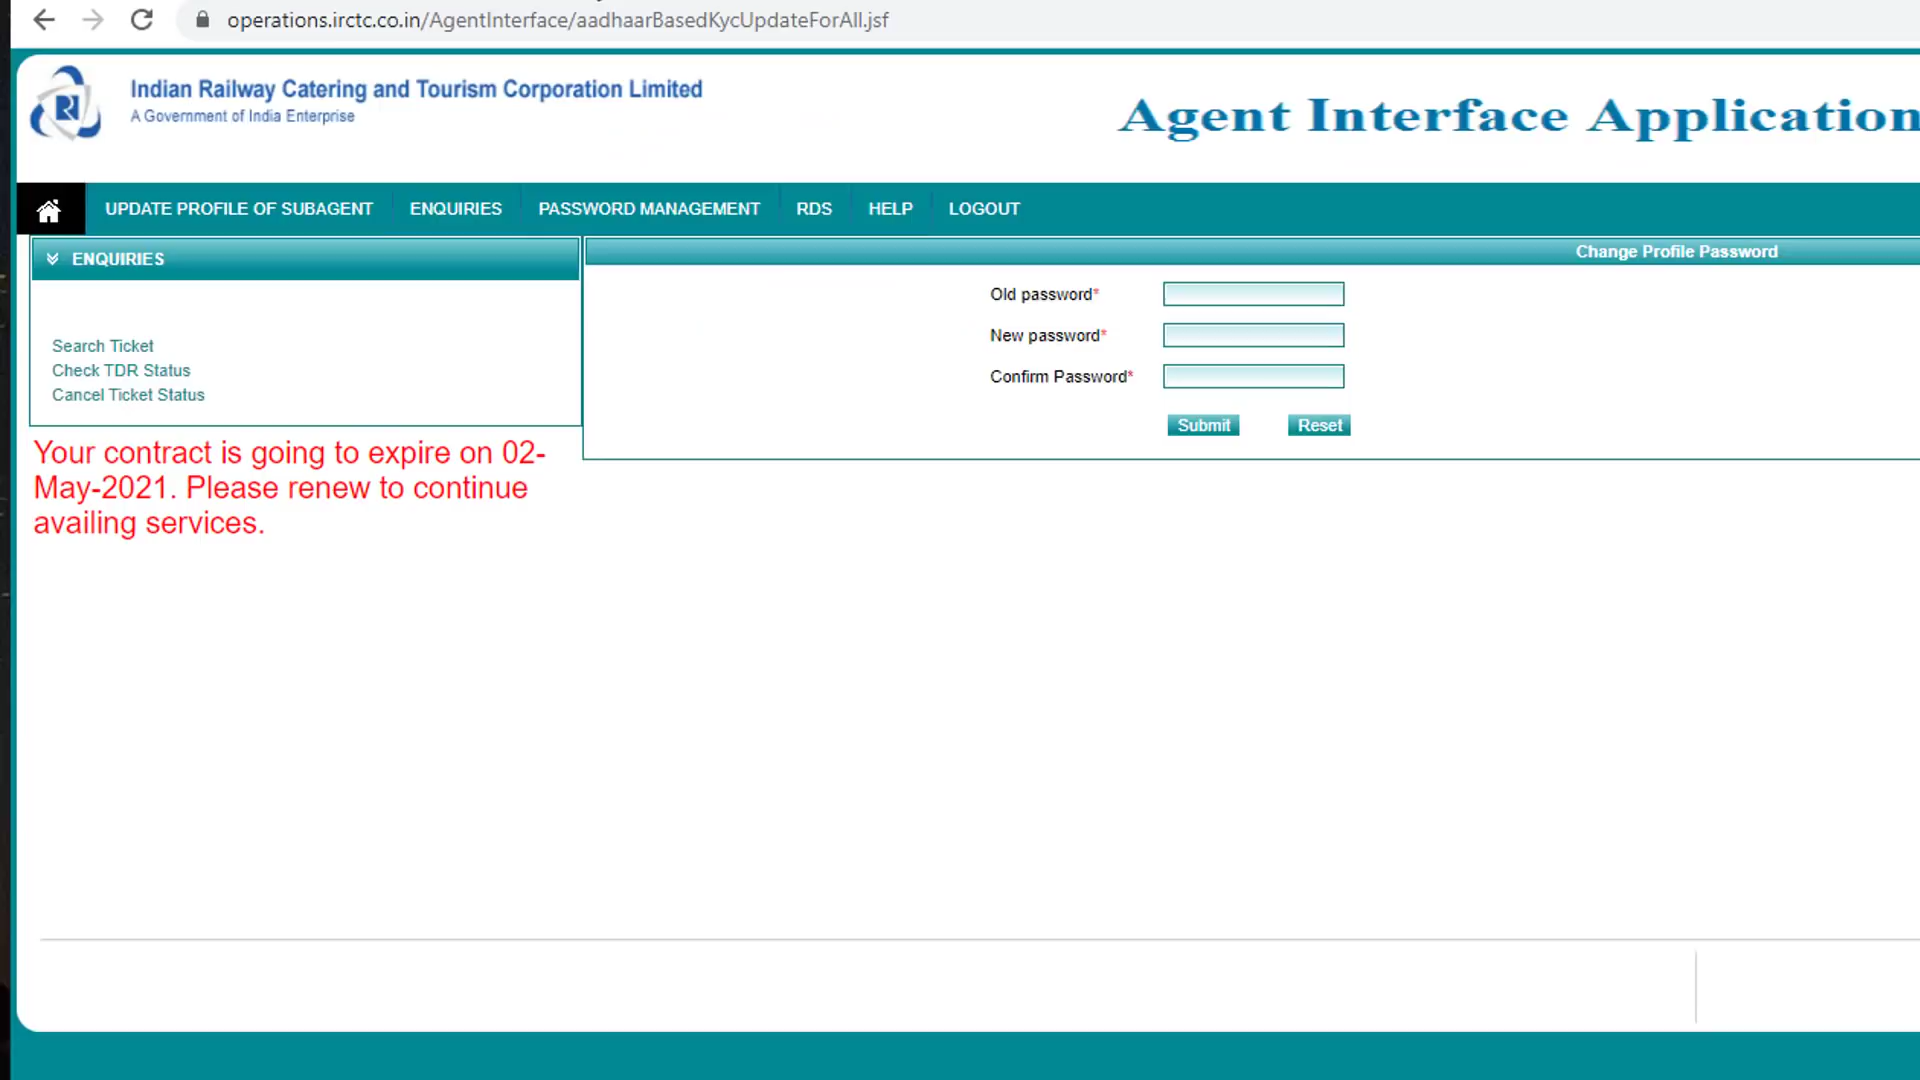 operations.irctc.co.in/AgentInterface/aadhaarBasedKycUpdateForAll.jsf
Indian Railway Catering and Tourism Corporation Limited
A Government of India Enterprise
Agent Interface Application
UPDATE PROFILE OF SUBAGENT ENQUIRIES PASSWORD MANAGEMENT RDS HELP LOGOUT
ENQUIRIES
Search Ticket
Check TDR Status
Cancel Ticket Status
Your contract is going to expire on 02-
May-2021. Please renew to continue
availing services.
Change Profile Password
Old password*
New password*
Confirm Password*
Submit Reset